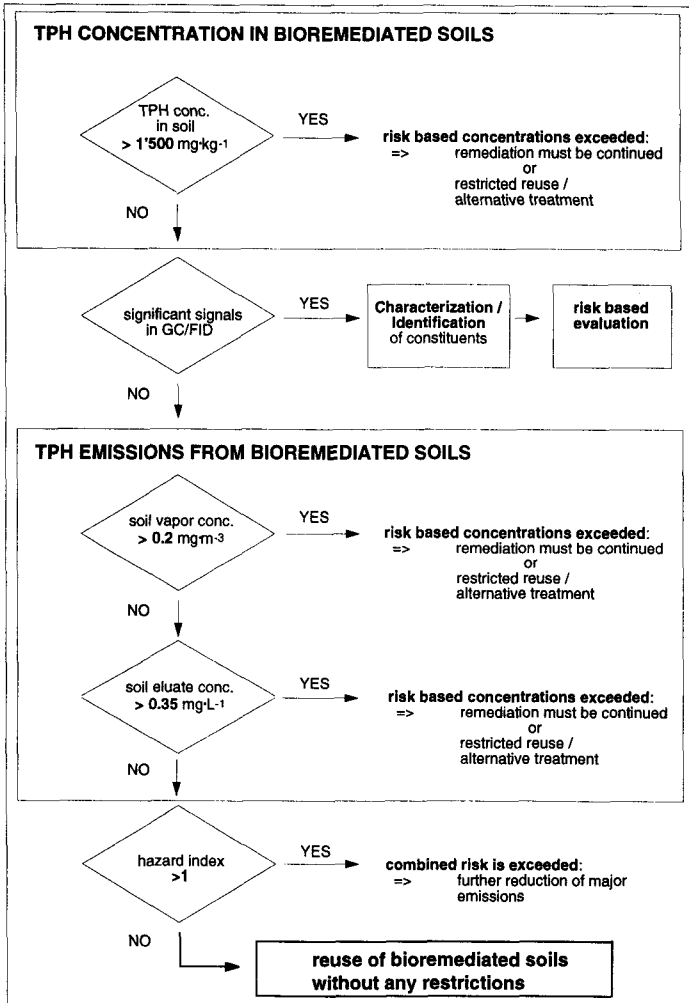 TPH CONCENTRATION IN BIOREMEDIATED SOILS
TPH conc.
in soil
> 1'500 mg·kg-1
YES
risk based concentrations exceeded:
=> remediation must be continued
or
restricted reuse /
alternative treatment
NO
significant signals
in GC/FID
YES
Characterization /
Identification
of constituents
risk based
evaluation
NO
TPH EMISSIONS FROM BIOREMEDIATED SOILS
soil vapor conc.
> 0.2 mg·m-3
YES
risk based concentrations exceeded:
=> remediation must be continued
or
restricted reuse /
alternative treatment
NO
soil eluate conc.
> 0.35 mg·L-1
YES
risk based concentrations exceeded:
=> remediation must be continued
or
restricted reuse /
alternative treatment
NO
hazard index
>1
YES
combined risk is exceeded:
=> further reduction of major
emissions
NO
reuse of bioremediated soils
without any restrictions